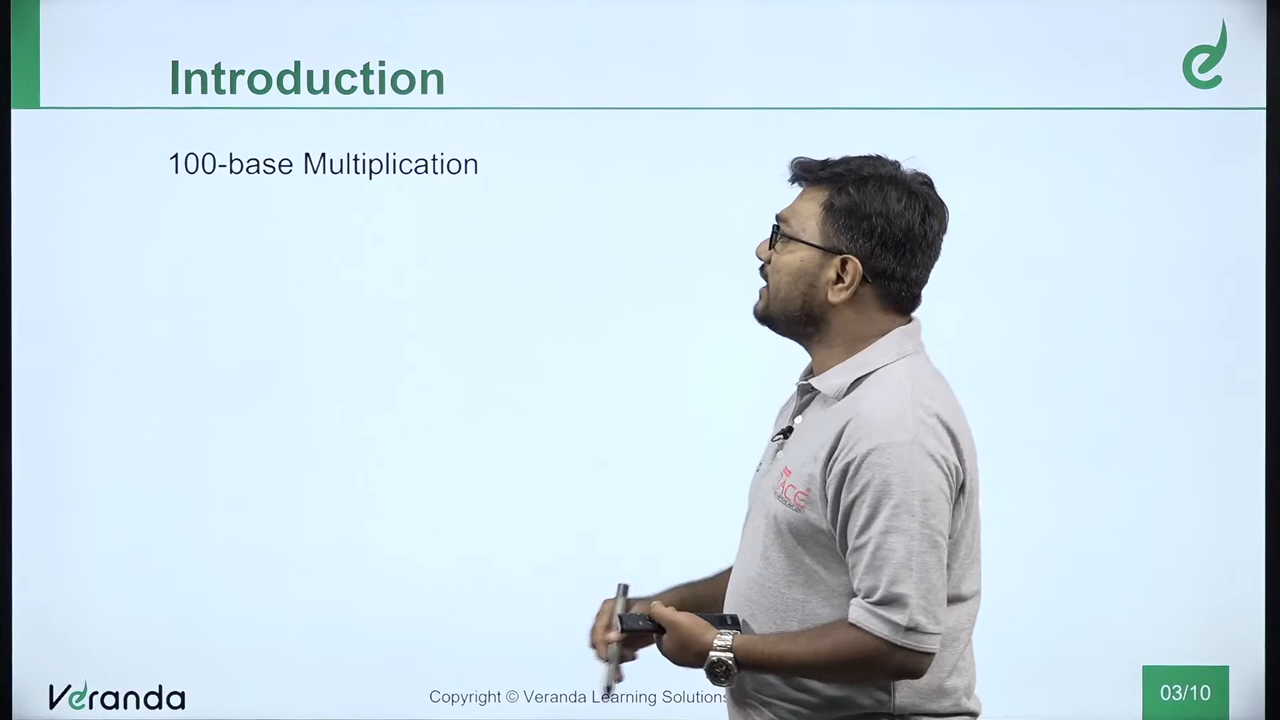 Introduction
100-base Multiplication
Veranda
Copyright © Veranda Learning Solutions
03/10